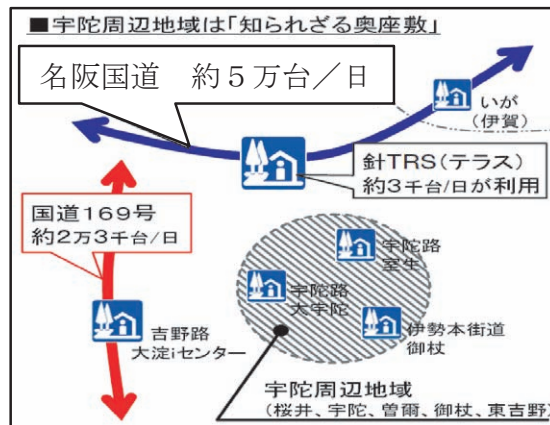 ■宇陀周辺地域は「知られざる奥座敷」
名阪国道　約５万台／日
いが
(伊賀)
針TRS(テラス)
約3千台/日が利用
国道169号
約2万3千台/日
宇陀路
室生
宇陀路
大宇陀
吉野路
大淀iセンター
伊勢本街道
御杖
宇陀周辺地域
(桜井、宇陀、曽爾、御杖、東吉野)